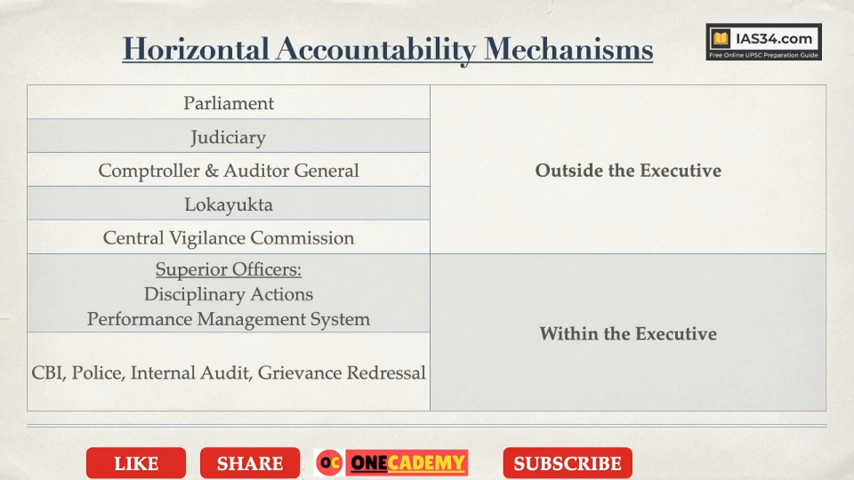 Horizontal Accountability Mechanisms
IAS34.com
Free Online UPSC Preparation Guide
Parliament
Judiciary
Comptroller & Auditor General
Lokayukta
Central Vigilance Commission
Outside the Executive
Superior Officers:
Disciplinary Actions
Performance Management System
CBI, Police, Internal Audit, Grievance Redressal
Within the Executive
LIKE
SHARE
OC
ONECADEMY
SUBSCRIBE